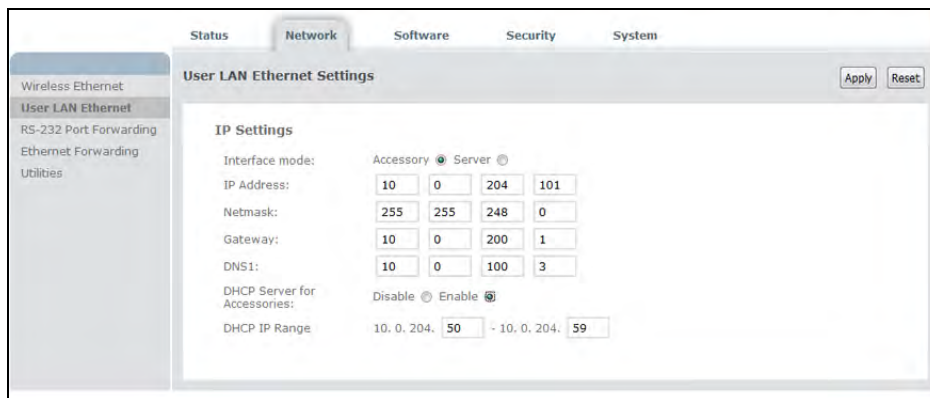 Status Network Software Security System
User LAN Ethernet Settings Apply Reset
Wireless Ethernet
User LAN Ethernet
RS-232 Port Forwarding
Ethernet Forwarding
Utilities
IP Settings
Interface mode: Accessory Server
IP Address: 10 0 204 101
Netmask: 255 255 248 0
Gateway: 10 0 200 1
DNS1: 10 0 100 3
DHCP Server for
Accessories: Disable Enable
DHCP IP Range 10. 0. 204. 50 - 10. 0. 204. 59